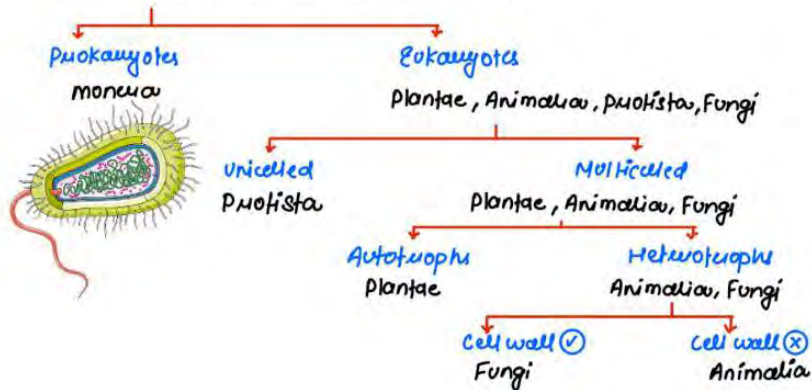 Prokaryotes Eukaryotes
Monera
Plantae, Animalia, Protista, Fungi
Unicelled Multicelled
Protista Plantae, Animalia, Fungi
Autotrophs Heterotrophs
Plantae Animalia, Fungi
Cell wall ✓ Cell wall ✗
Fungi Animalia